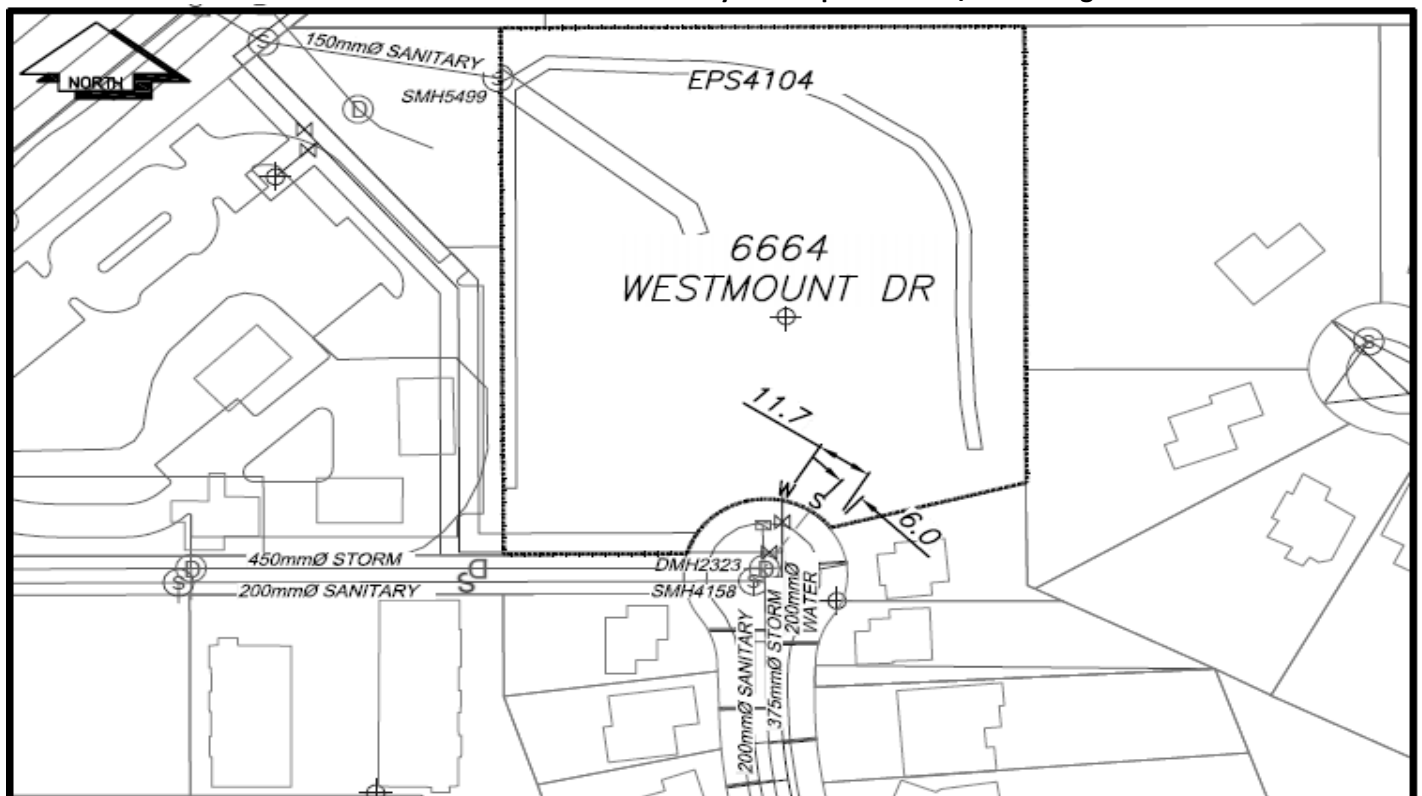 NORTH
S
150mmØ SANITARY
S
SMH5499
D
EPS4104
6664
WESTMOUNT DR
S
11.7
W S
6.0
450mmØ STORM
D
S
200mmØ SANITARY
D
S
DMH2323
D
SMH4158
S
200mmØ SANITARY
375mmØ STORM
200mmØ
WATER